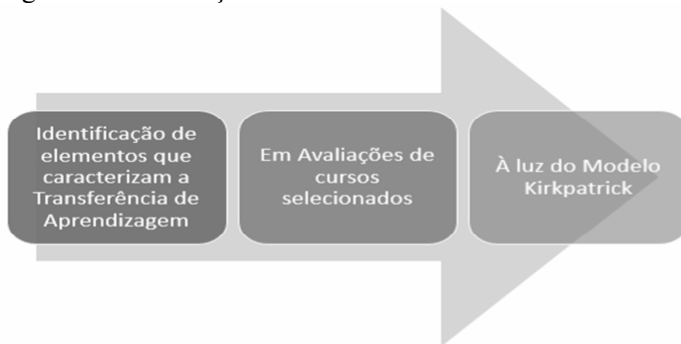 Identificação de
elementos que
caracterizam a
Transferência de
Aprendizagem
Em Avaliações de
cursos
selecionados
À luz do Modelo
Kirkpatrick